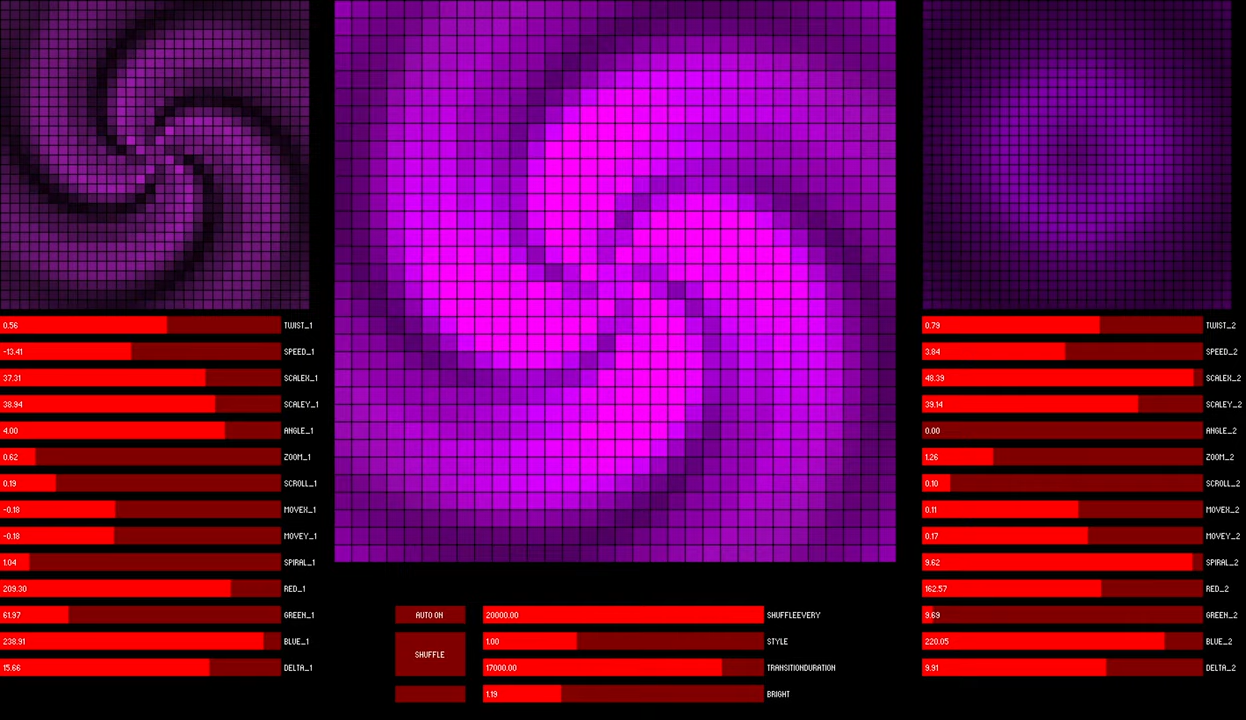 0.56 TWIST_1
-13.41 SPEED_1
37.31 SCALEX_1
38.94 SCALEY_1
4.00 ANGLE_1
0.62 ZOOM_1
0.19 SCROLL_1
-0.18 MOVEX_1
-0.18 MOVEY_1
1.04 SPIRAL_1
209.30 RED_1
61.97 GREEN_1
238.91 BLUE_1
15.66 DELTA_1
AUTO ON
SHUFFLE
20000.00 SHUFFLEEVERY
1.00 STYLE
17000.00 TRANSITIONDURATION
1.19 BRIGHT
0.79 TWIST_2
3.84 SPEED_2
48.39 SCALEX_2
39.14 SCALEY_2
0.00 ANGLE_2
1.26 ZOOM_2
0.10 SCROLL_2
0.11 MOVEX_2
0.17 MOVEY_2
9.62 SPIRAL_2
162.57 RED_2
9.69 GREEN_2
220.05 BLUE_2
9.91 DELTA_2